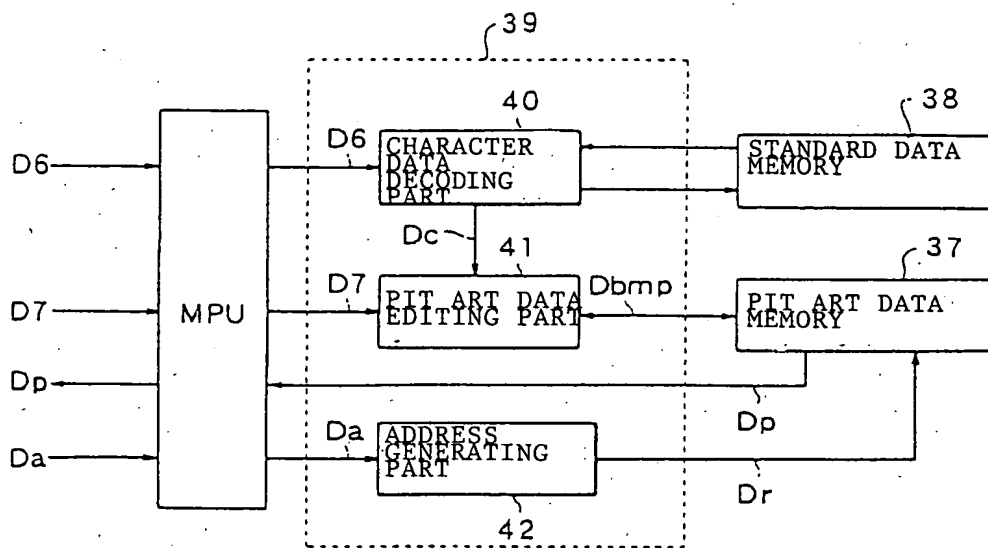 39
40
38
D6
D6
CHARACTER
DATA
DECODING
PART
STANDARD DATA
MEMORY
Dc
41
37
D7
MPU
D7
PIT ART DATA
EDITING PART
Dbmp
PIT ART DATA
MEMORY
Dp
Dp
Da
Da
ADDRESS
GENERATING
PART
Dr
42